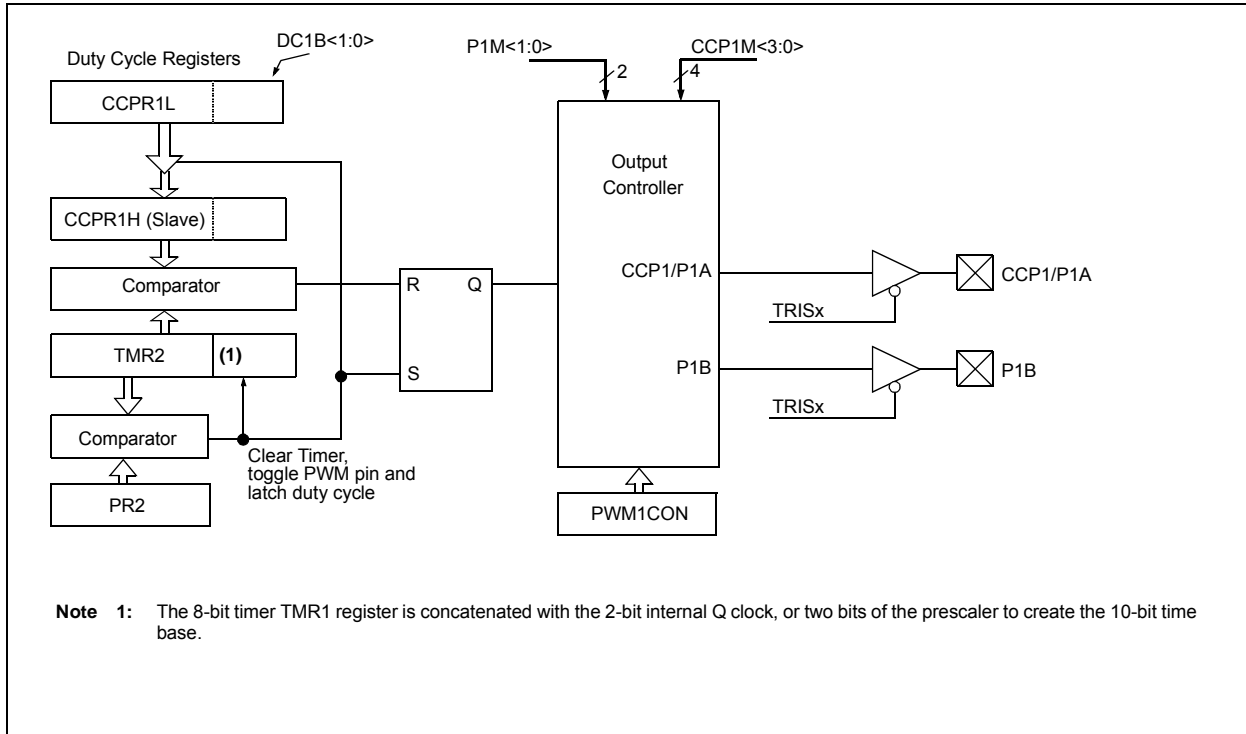 DC1B<1:0>
Duty Cycle Registers
CCPR1L
CCPR1H (Slave)
Comparator
TMR2
(1)
Comparator
PR2
Clear Timer,
toggle PWM pin and
latch duty cycle
R
Q
S
P1M<1:0>
2
CCP1M<3:0>
4
Output
Controller
CCP1/P1A
P1B
PWM1CON
TRISx
CCP1/P1A
TRISx
P1B
Note 1: The 8-bit timer TMR1 register is concatenated with the 2-bit internal Q clock, or two bits of the prescaler to create the 10-bit time
base.